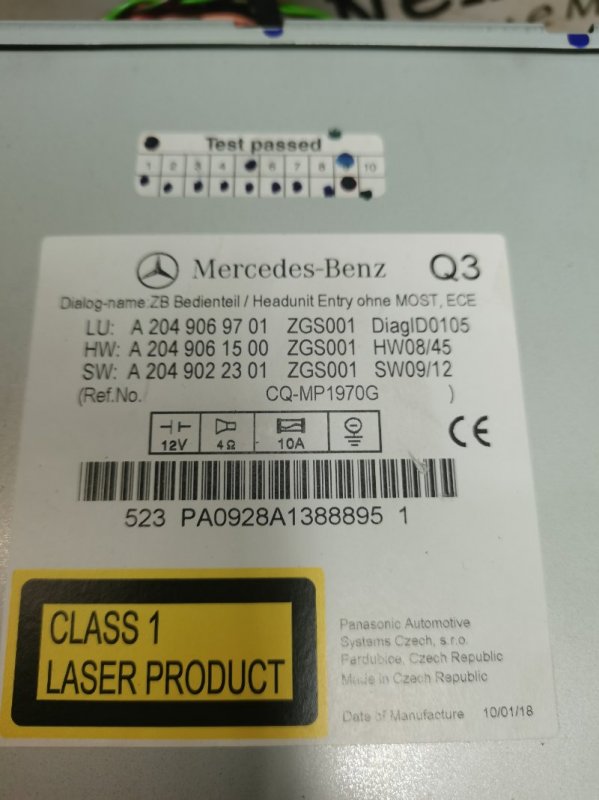 Test passed
1 2 3 4 6 7 8 10
Mercedes-Benz Q3
Dialog-name:ZB Bedienteil / Headunit Entry ohne MOST, ECE
LU: A 204 906 97 01 ZGS001 DiagID0105
HW: A 204 906 15 00 ZGS001 HW08/45
SW: A 204 902 23 01 ZGS001 SW09/12
(Ref.No. CQ-MP1970G )
12V 4Ω 10A
CE
523 PA0928A1388895 1
CLASS 1
LASER PRODUCT
Panasonic Automotive
Systems Czech, s.r.o.
Pardubice, Czech Republic
Made in Czech Republic
Date of Manufacture 10/01/18